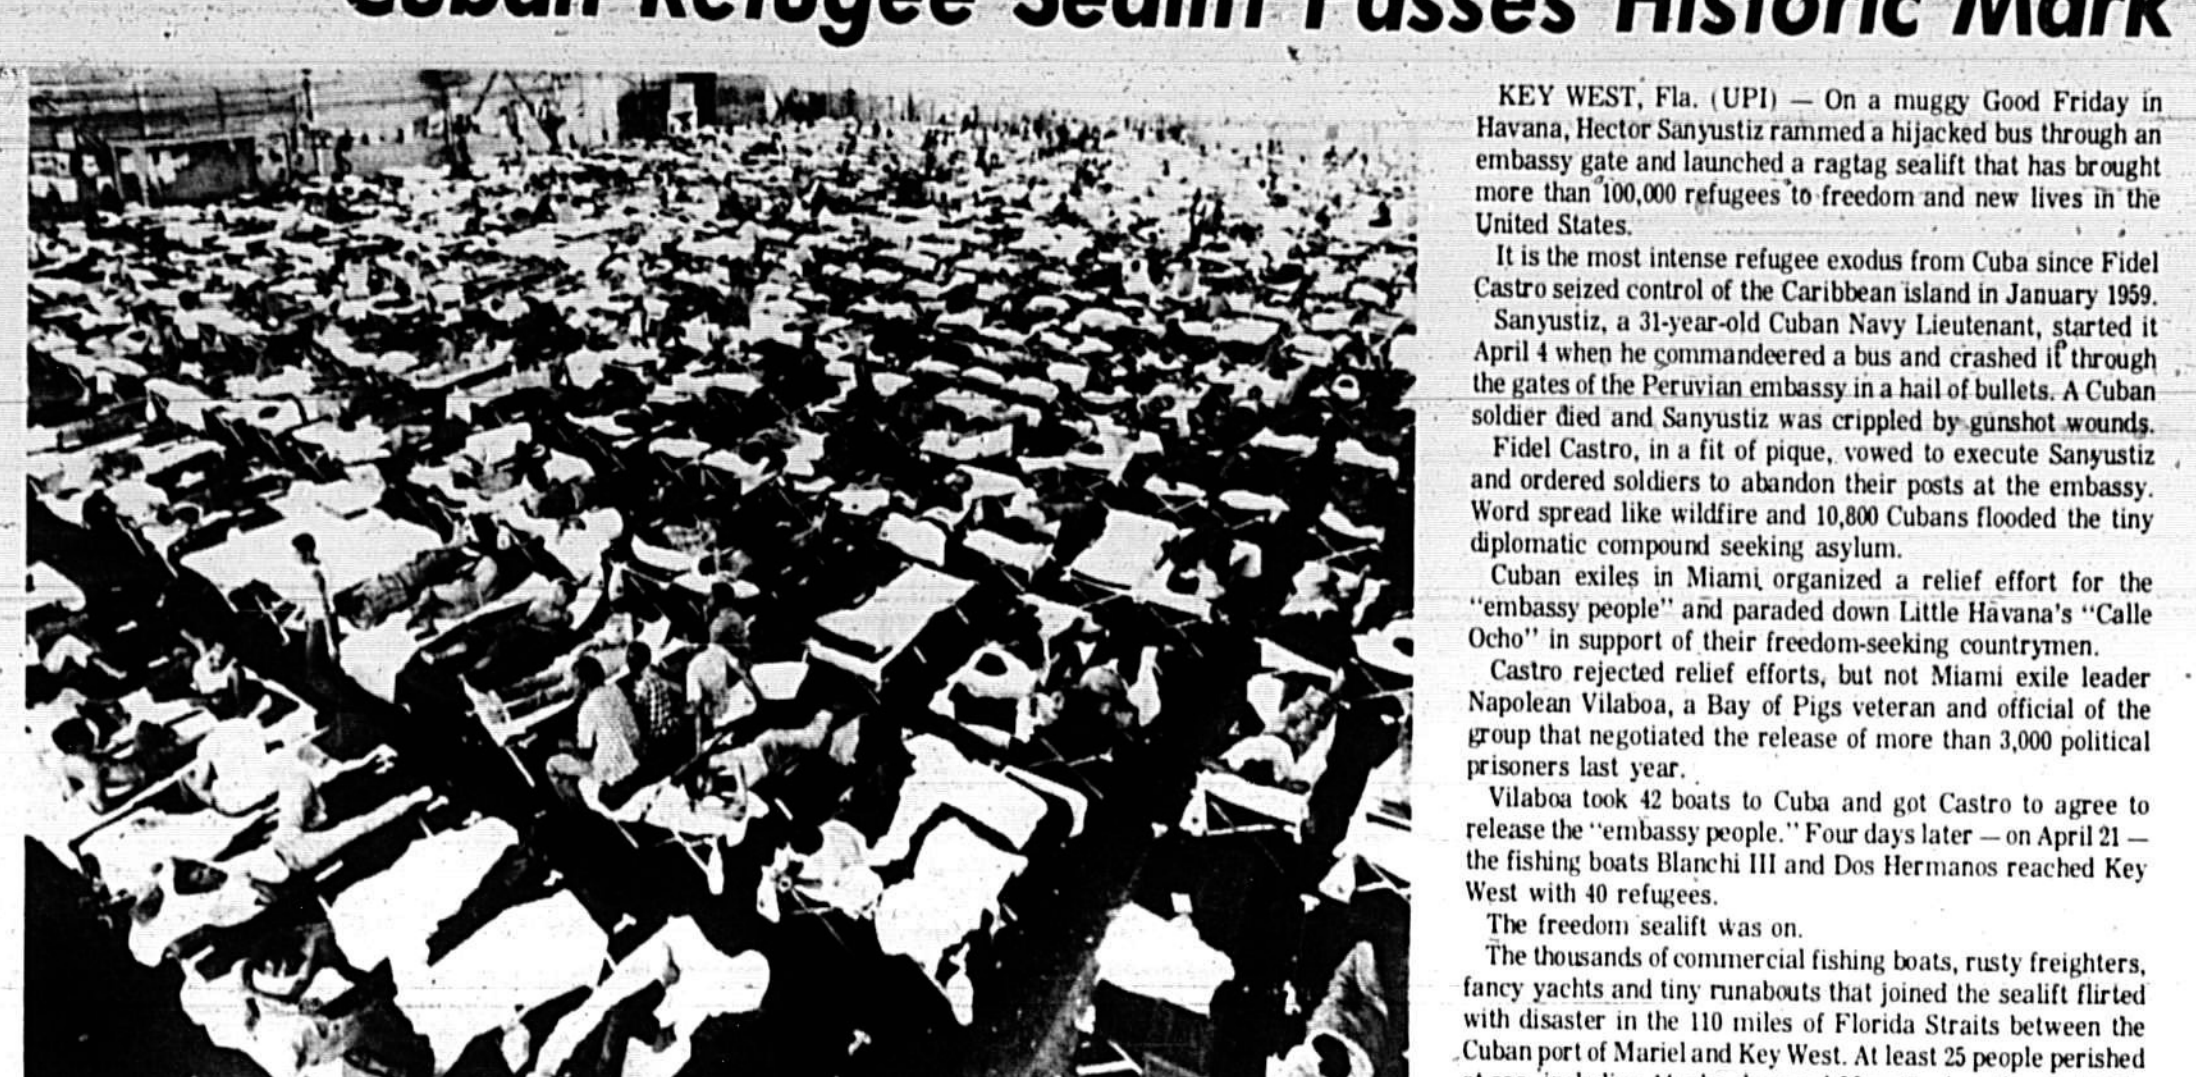 Cuban Refugee Sealift Passes Historic Mark
KEY WEST, Fla. (UPI) — On a muggy Good Friday in
Havana, Hector Sanyustiz rammed a hijacked bus through an
embassy gate and launched a ragtag sealift that has brought
more than 100,000 refugees to freedom and new lives in the
United States.
It is the most intense refugee exodus from Cuba since Fidel
Castro seized control of the Caribbean island in January 1959.
Sanyustiz, a 31-year-old Cuban Navy Lieutenant, started it
April 4 when he commandeered a bus and crashed it through
the gates of the Peruvian embassy in a hail of bullets. A Cuban
soldier died and Sanyustiz was crippled by gunshot wounds.
Fidel Castro, in a fit of pique, vowed to execute Sanyustiz
and ordered soldiers to abandon their posts at the embassy.
Word spread like wildfire and 10,800 Cubans flooded the tiny
diplomatic compound seeking asylum.
Cuban exiles in Miami organized a relief effort for the
"embassy people" and paraded down Little Havana's "Calle
Ocho" in support of their freedom-seeking countrymen.
Castro rejected relief efforts, but not Miami exile leader
Napolean Vilaboa, a Bay of Pigs veteran and official of the
group that negotiated the release of more than 3,000 political
prisoners last year.
Vilaboa took 42 boats to Cuba and got Castro to agree to
release the "embassy people." Four days later — on April 21 —
the fishing boats Blanchi III and Dos Hermanos reached Key
West with 40 refugees.
The freedom sealift was on.
The thousands of commercial fishing boats, rusty freighters,
fancy yachts and tiny runabouts that joined the sealift flirted
with disaster in the 110 miles of Florida Straits between the
Cuban port of Mariel and Key West. At least 25 people perished